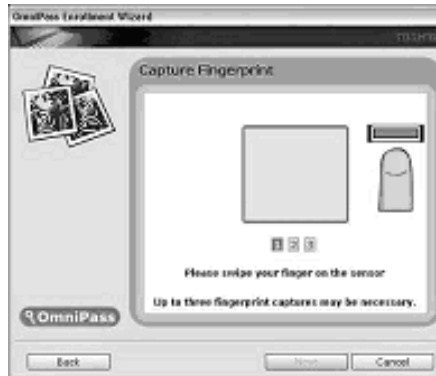 OmniPass Enrollment Wizard
Capture Fingerprint
1 2 3
Please swipe your finger on the sensor
Up to three fingerprint captures may be necessary.
OmniPass
Back
Next
Cancel